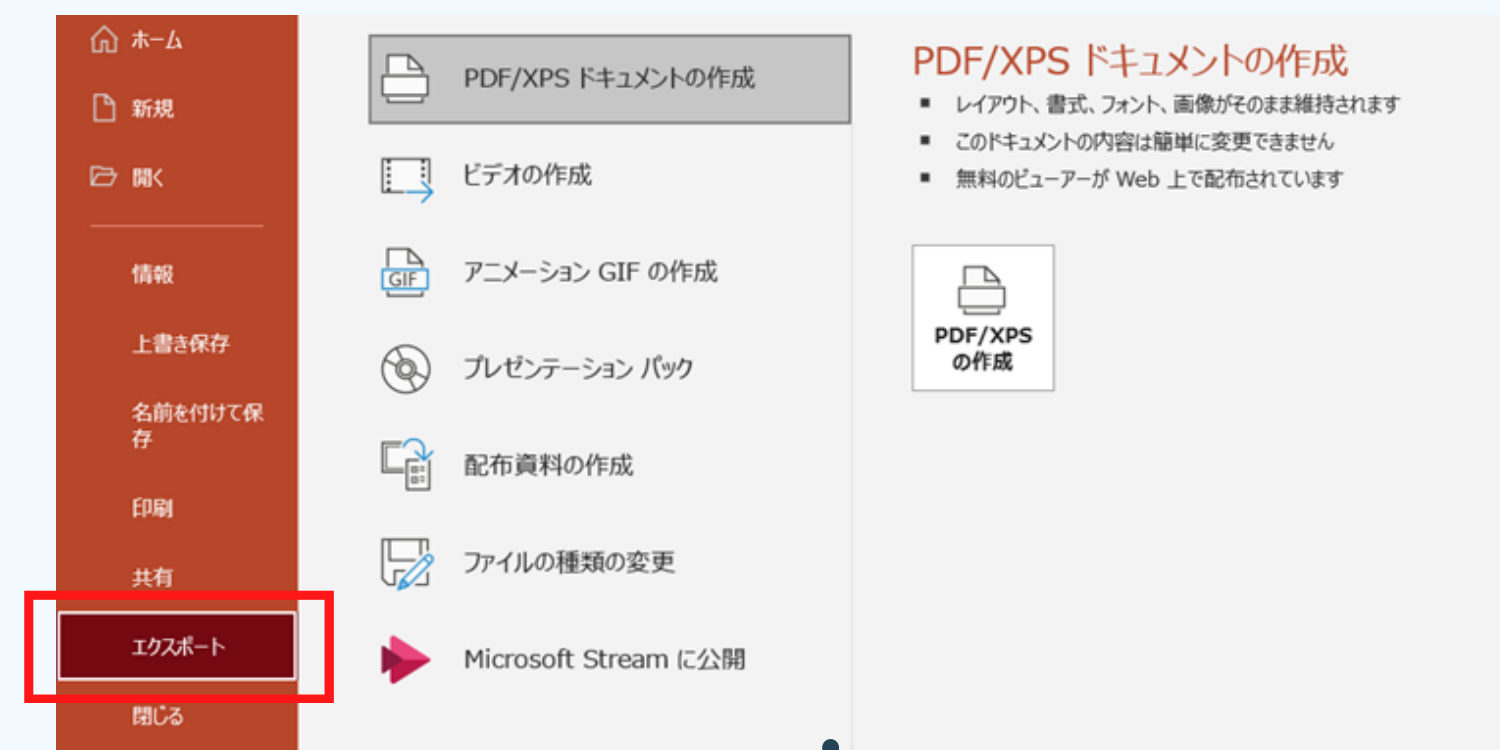 ホーム
新規
開く
情報
上書き保存
名前を付けて保
存
印刷
共有
エクスポート
閉じる
PDF/XPS ドキュメントの作成
ビデオの作成
GIF
アニメーション GIF の作成
プレゼンテーション パック
配布資料の作成
ファイルの種類の変更
Microsoft Stream に公開
PDF/XPS ドキュメントの作成
■ レイアウト、書式、フォント、画像がそのまま維持されます
■ このドキュメントの内容は簡単に変更できません
■ 無料のビューアーが Web 上で配布されています
PDF/XPS
の作成